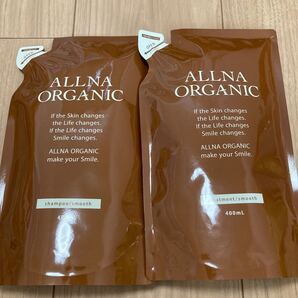 ALLNA
ORGANIC
If the Skin changes
the Life changes.
If the Life changes
Smile changes.
ALLNA ORGANIC
make your Smile.
shampoo/smooth
ALLNA
ORGANIC
If the Skin changes
the Life changes.
If the Life changes
Smile changes.
ALLNA ORGANIC
make your Smile.
tment/smooth
400mL